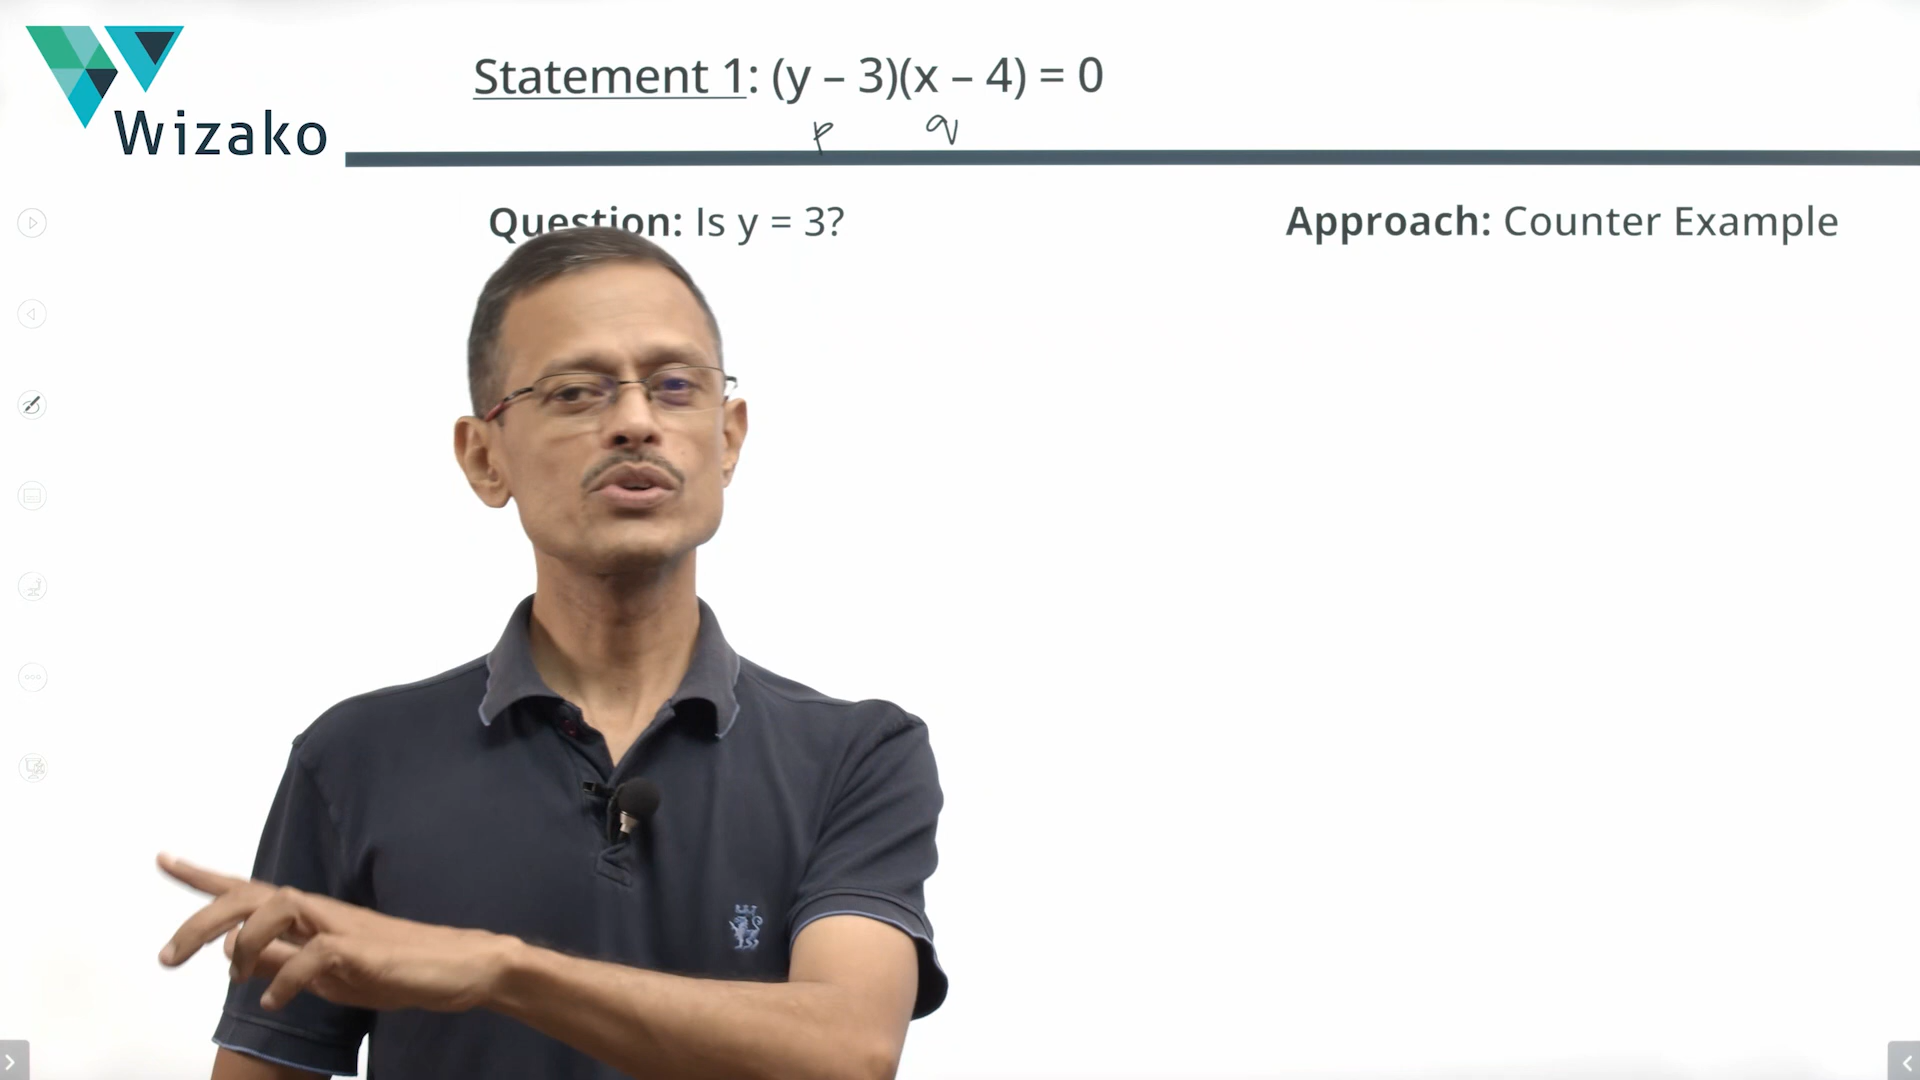 Wizako
Statement 1: (y – 3)(x – 4) = 0
p q
Question: Is y = 3?
Approach: Counter Example